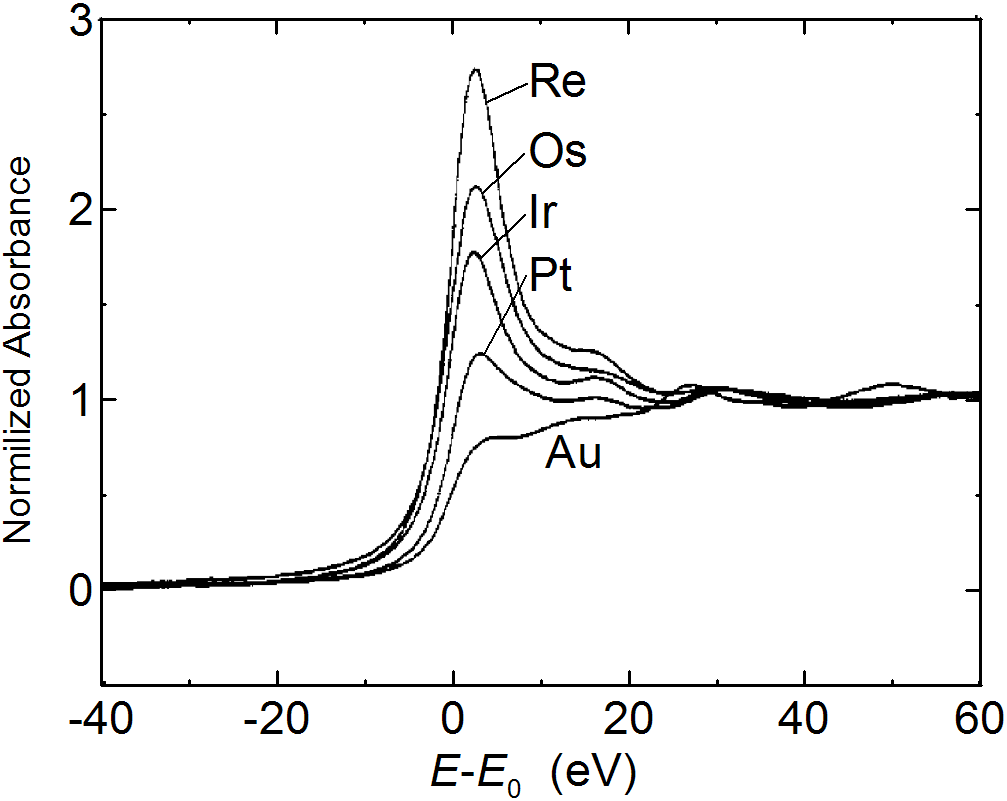 3
2
1
0
Normilized Absorbance
Re
Os
Ir
Pt
Au
-40 -20 0 20 40 60
E-E0 (eV)